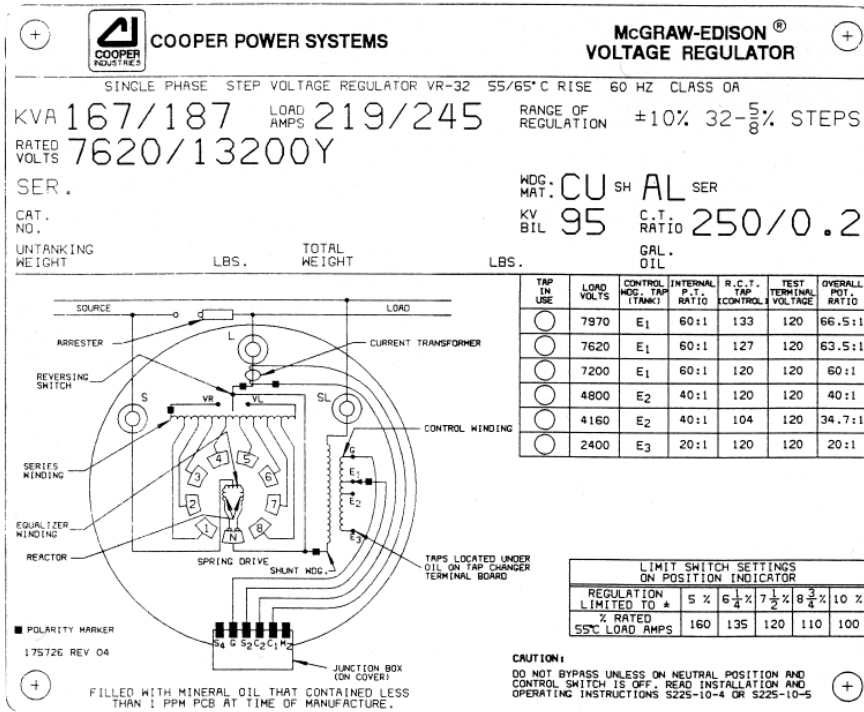 COOPER
INDUSTRIES
COOPER POWER SYSTEMS
McGRAW-EDISON ®
VOLTAGE REGULATOR
SINGLE PHASE STEP VOLTAGE REGULATOR VR-32 55/65°C RISE 60 HZ CLASS OA
KVA 167/187 LOAD AMPS 219/245
RANGE OF REGULATION ±10% 32-5/8% STEPS
RATED VOLTS 7620/13200Y
SER.
WDG. MAT: CU SH AL SER
CAT. NO.
KV BIL 95 C.T. RATIO 250/0.2
UNTANKING WEIGHT LBS. TOTAL WEIGHT LBS.
GAL. OIL
TAP IN USE LOAD VOLTS CONTROL WDG. TAP (TANK) INTERNAL P.T. RATIO R.C.T. TAP (CONTROL) TEST TERMINAL VOLTAGE OVERALL POT. RATIO
7970 E1 60:1 133 120 66.5:1
7620 E1 60:1 127 120 63.5:1
7200 E1 60:1 120 120 60:1
4800 E2 40:1 120 120 40:1
4160 E2 40:1 104 120 34.7:1
2400 E3 20:1 120 120 20:1
SOURCE
LOAD
ARRESTER
L
CURRENT TRANSFORMER
REVERSING SWITCH
S
VR
VL
SL
CONTROL WINDING
SERIES WINDING
1
2
3
4
5
6
7
8
N
G
E1
E2
E3
EQUALIZER WINDING
REACTOR
SPRING DRIVE
SHUNT WDG.
TAPS LOCATED UNDER
OIL ON TAP CHANGER
TERMINAL BOARD
S4 G S2 C2 C1 H2
JUNCTION BOX
(ON COVER)
POLARITY MARKER
175726 REV 04
FILLED WITH MINERAL OIL THAT CONTAINED LESS
THAN 1 PPM PCB AT TIME OF MANUFACTURE.
LIMIT SWITCH SETTINGS
ON POSITION INDICATOR
REGULATION LIMITED TO ± 5 % 6 1/4 % 7 1/2 % 8 3/4 % 10 %
% RATED 55°C LOAD AMPS 160 135 120 110 100
CAUTION:
DO NOT BYPASS UNLESS ON NEUTRAL POSITION AND
CONTROL SWITCH IS OFF. READ INSTALLATION AND
OPERATING INSTRUCTIONS S225-10-4 OR S225-10-5